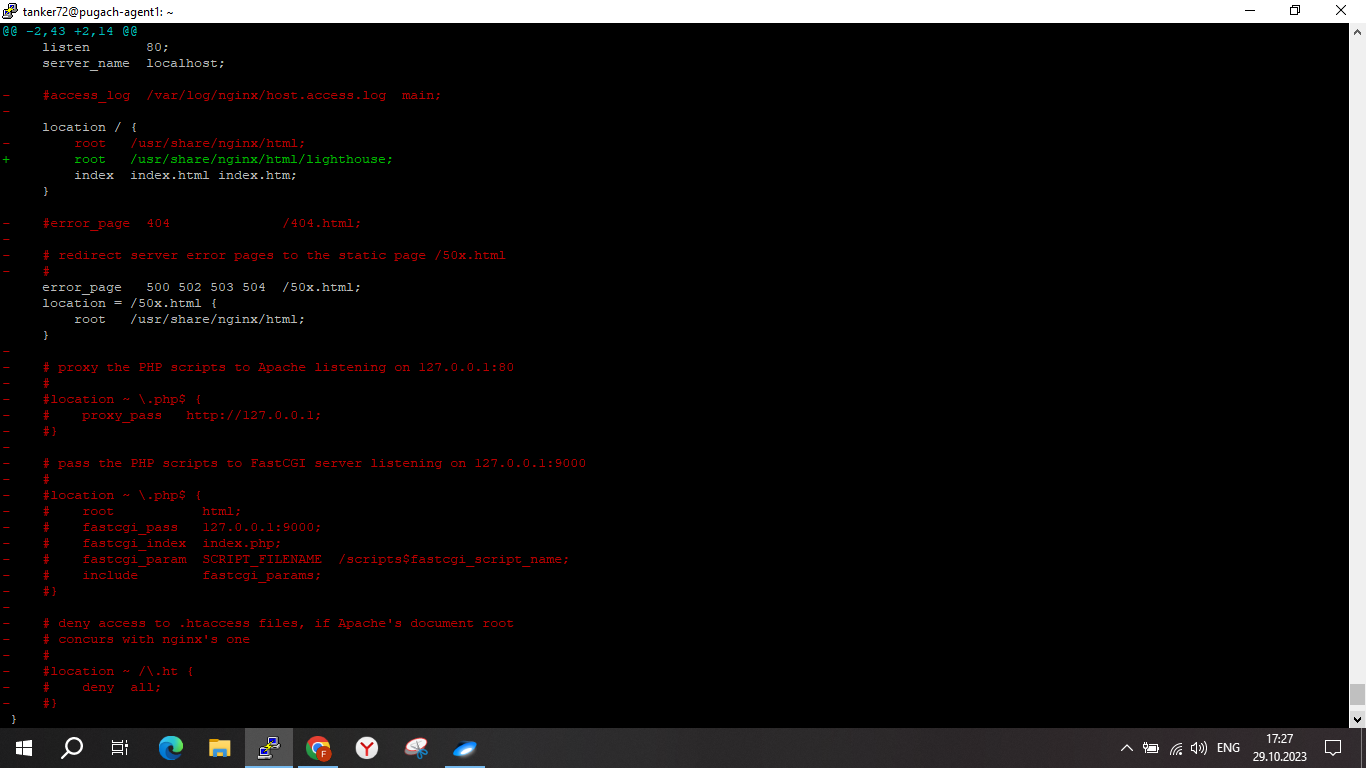 tanker72@pugach-agent1: ~
@@ -2,43 +2,14 @@
     listen       80;
     server_name  localhost;

-    #access_log  /var/log/nginx/host.access.log  main;
-
     location / {
-        root   /usr/share/nginx/html;
+        root   /usr/share/nginx/html/lighthouse;
         index  index.html index.htm;
     }

-    #error_page  404              /404.html;
-
-    # redirect server error pages to the static page /50x.html
-    #
     error_page   500 502 503 504  /50x.html;
     location = /50x.html {
         root   /usr/share/nginx/html;
     }
-
-    # proxy the PHP scripts to Apache listening on 127.0.0.1:80
-    #
-    #location ~ \.php$ {
-    #    proxy_pass   http://127.0.0.1;
-    #}
-
-    # pass the PHP scripts to FastCGI server listening on 127.0.0.1:9000
-    #
-    #location ~ \.php$ {
-    #    root           html;
-    #    fastcgi_pass   127.0.0.1:9000;
-    #    fastcgi_index  index.php;
-    #    fastcgi_param  SCRIPT_FILENAME  /scripts$fastcgi_script_name;
-    #    include        fastcgi_params;
-    #}
-
-    # deny access to .htaccess files, if Apache's document root
-    # concurs with nginx's one
-    #
-    #location ~ /\.ht {
-    #    deny  all;
-    #}
 }
F
Y
ENG
17:27
29.10.2023